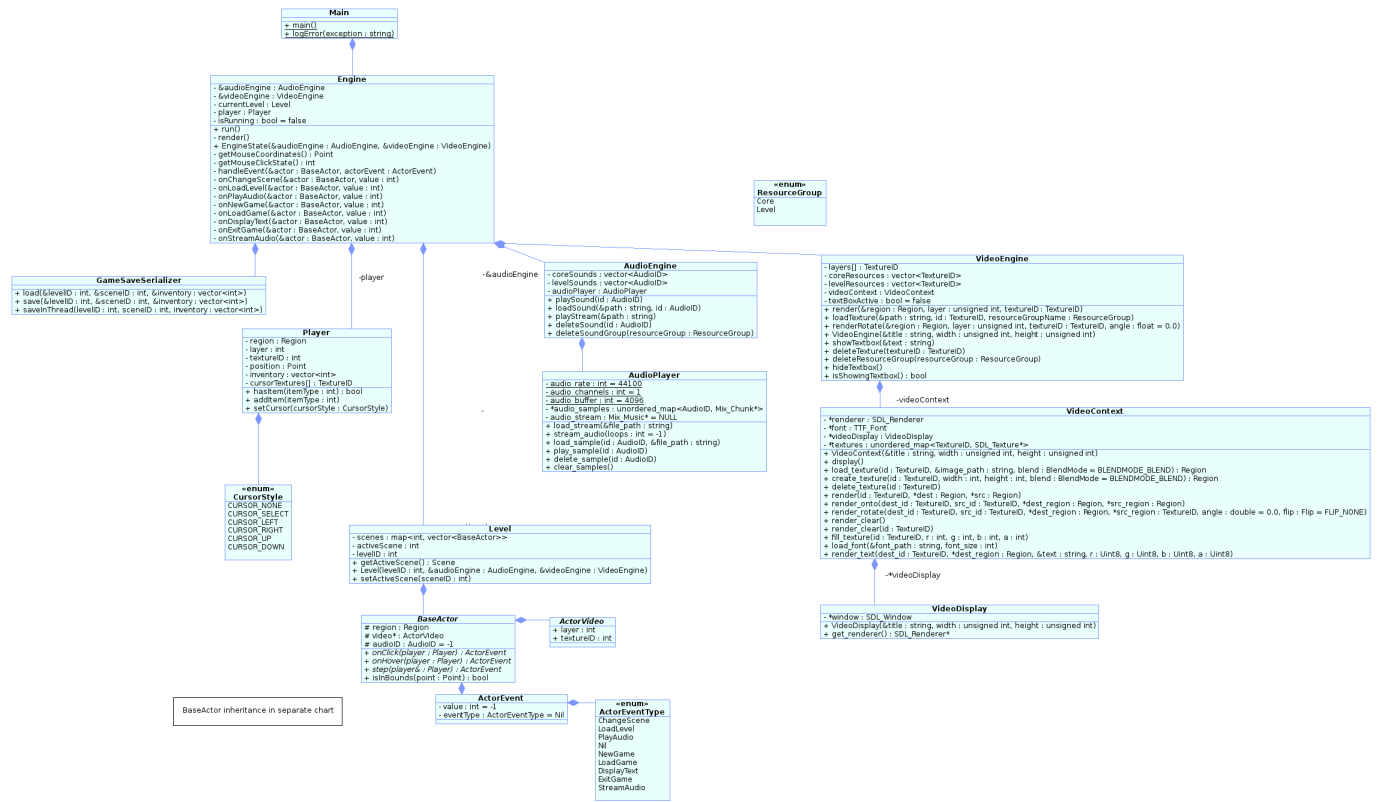 Main
+ main()
+ logError(exception : string)
Engine
- &audioEngine : AudioEngine
- &videoEngine : VideoEngine
- currentLevel : Level
- player : Player
- isRunning : bool = false
+ run()
- render()
+ EngineState(&audioEngine : AudioEngine, &videoEngine : VideoEngine)
- getMouseCoordinates() : Point
- getMouseClickState() : int
- handleEvent(&actor : BaseActor, actorEvent : ActorEvent)
- onChangeScene(&actor : BaseActor, value : int)
- onLoadLevel(&actor : BaseActor, value : int)
- onPlayAudio(&actor : BaseActor, value : int)
- onNewGame(&actor : BaseActor, value : int)
- onLoadGame(&actor : BaseActor, value : int)
- onDisplayText(&actor : BaseActor, value : int)
- onExitGame(&actor : BaseActor, value : int)
- onStreamAudio(&actor : BaseActor, value : int)
«enum»
ResourceGroup
Core
Level
GameSaveSerializer
+ load(&levelID : int, &sceneID : int, &inventory : vector<int>)
+ save(&levelID : int, &sceneID : int, &inventory : vector<int>)
+ saveInThread(levelID : int, sceneID : int, inventory : vector<int>)
-player
-&audioEngine
AudioEngine
- coreSounds : vector<AudioID>
- levelSounds : vector<AudioID>
- audioPlayer : AudioPlayer
+ playSound(id : AudioID)
+ loadSound(&path : string, id : AudioID)
+ playStream(&path : string)
+ deleteSound(id : AudioID)
+ deleteSoundGroup(resourceGroup : ResourceGroup)
VideoEngine
- layers[] : TextureID
- coreResources : vector<TextureID>
- levelResources : vector<TextureID>
- videoContext : VideoContext
- textBoxActive : bool = false
+ render(&region : Region, layer : unsigned int, textureID : TextureID)
+ loadTexture(&path : string, id : TextureID, resourceGroupName : ResourceGroup)
+ renderRotate(&region : Region, layer : unsigned int, textureID : TextureID, angle : float = 0.0)
+ VideoEngine(&title : string, width : unsigned int, height : unsigned int)
+ showTextbox(&text : string)
+ deleteTexture(textureID : TextureID)
+ deleteResourceGroup(resourceGroup : ResourceGroup)
+ hideTextbox()
+ isShowingTextbox() : bool
Player
- region : Region
- layer : int
- textureID : int
- position : Point
- inventory : vector<int>
- cursorTextures[] : TextureID
+ hasItem(itemType : int) : bool
+ addItem(itemType : int)
+ setCursor(cursorStyle : CursorStyle)
AudioPlayer
- audio_rate : int = 44100
- audio_channels : int = 1
- audio_buffer : int = 4096
- *audio_samples : unordered_map<AudioID, Mix_Chunk*>
- audio_stream : Mix_Music* = NULL
+ load_stream(&file_path : string)
+ stream_audio(loops : int = -1)
+ load_sample(id : AudioID, &file_path : string)
+ play_sample(id : AudioID)
+ delete_sample(id : AudioID)
+ clear_samples()
-
-videoContext
VideoContext
- *renderer : SDL_Renderer
- *font : TTF_Font
- *videoDisplay : VideoDisplay
- *textures : unordered_map<TextureID, SDL_Texture*>
+ VideoContext(&title : string, width : unsigned int, height : unsigned int)
+ display()
+ load_texture(id : TextureID, &image_path : string, blend : BlendMode = BLENDMODE_BLEND) : Region
+ create_texture(id : TextureID, width : int, height : int, blend : BlendMode = BLENDMODE_BLEND) : Region
+ delete_texture(id : TextureID)
+ render(id : TextureID, *dest : Region, *src : Region)
+ render_onto(dest_id : TextureID, src_id : TextureID, *dest_region : Region, *src_region : Region)
+ render_rotate(dest_id : TextureID, src_id : TextureID, *dest_region : Region, *src_region : TextureID, angle : double = 0.0, flip : Flip = FLIP_NONE)
+ render_clear()
+ render_clear(id : TextureID)
+ fill_texture(id : TextureID, r : int, g : int, b : int, a : int)
+ load_font(&font_path : string, font_size : int)
+ render_text(dest_id : TextureID, *dest_region : Region, &text : string, r : Uint8, g : Uint8, b : Uint8, a : Uint8)
«enum»
CursorStyle
CURSOR_NONE
CURSOR_SELECT
CURSOR_LEFT
CURSOR_RIGHT
CURSOR_UP
CURSOR_DOWN
Level
- scenes : map<int, vector<BaseActor>>
- activeScene : int
- levelID : int
+ getActiveScene() : Scene
+ Level(levelID : int, &audioEngine : AudioEngine, &videoEngine : VideoEngine)
+ setActiveScene(sceneID : int)
-*videoDisplay
VideoDisplay
- *window : SDL_Window
+ VideoDisplay(&title : string, width : unsigned int, height : unsigned int)
+ get_renderer() : SDL_Renderer*
BaseActor
# region : Region
# video* : ActorVideo
# audioID : AudioID = -1
+ onClick(player : Player) : ActorEvent
+ onHover(player : Player) : ActorEvent
+ step(player& : Player) : ActorEvent
+ isInBounds(point : Point) : bool
ActorVideo
+ layer : int
+ textureID : int
BaseActor inheritance in separate chart
ActorEvent
- value : int = -1
- eventType : ActorEventType = Nil
«enum»
ActorEventType
ChangeScene
LoadLevel
PlayAudio
Nil
NewGame
LoadGame
DisplayText
ExitGame
StreamAudio